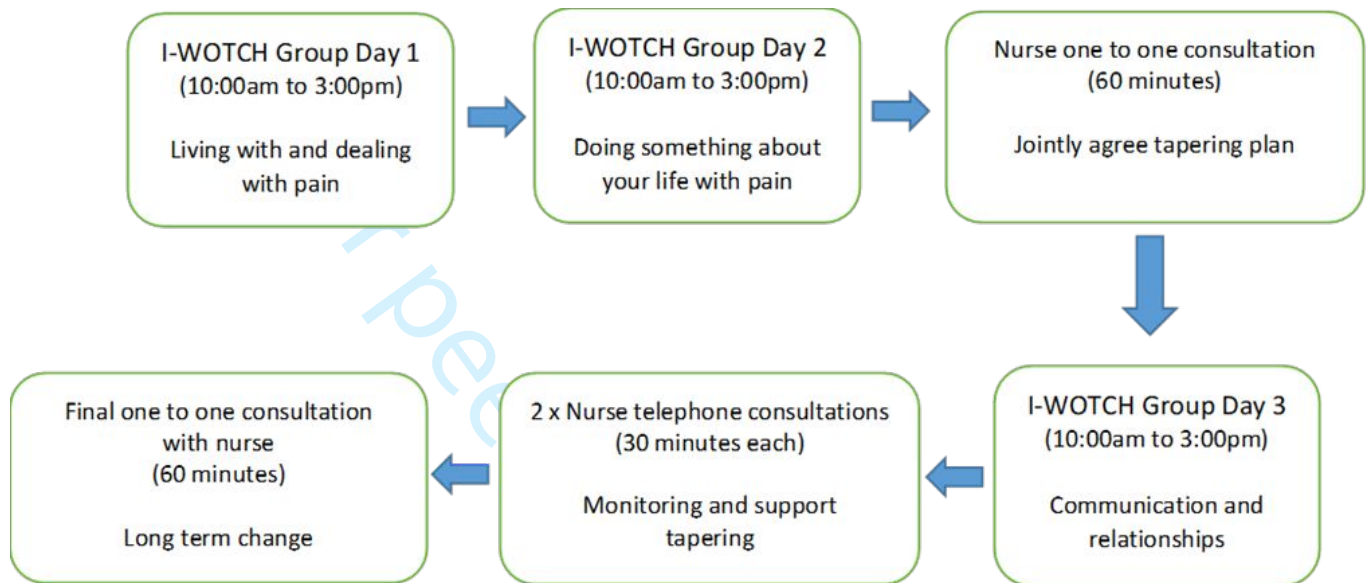 I-WOTCH Group Day 1
(10:00am to 3:00pm)
Living with and dealing
with pain
I-WOTCH Group Day 2
(10:00am to 3:00pm)
Doing something about
your life with pain
Nurse one to one consultation
(60 minutes)
Jointly agree tapering plan
I-WOTCH Group Day 3
(10:00am to 3:00pm)
Communication and
relationships
2 x Nurse telephone consultations
(30 minutes each)
Monitoring and support
tapering
Final one to one consultation
with nurse
(60 minutes)
Long term change
r pee